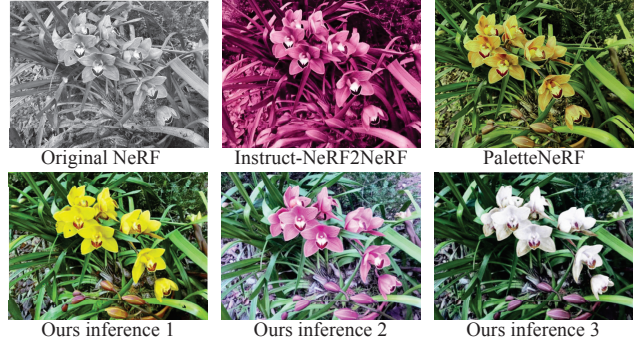 Original NeRF
Instruct-NeRF2NeRF
PaletteNeRF
Ours inference 1
Ours inference 2
Ours inference 3